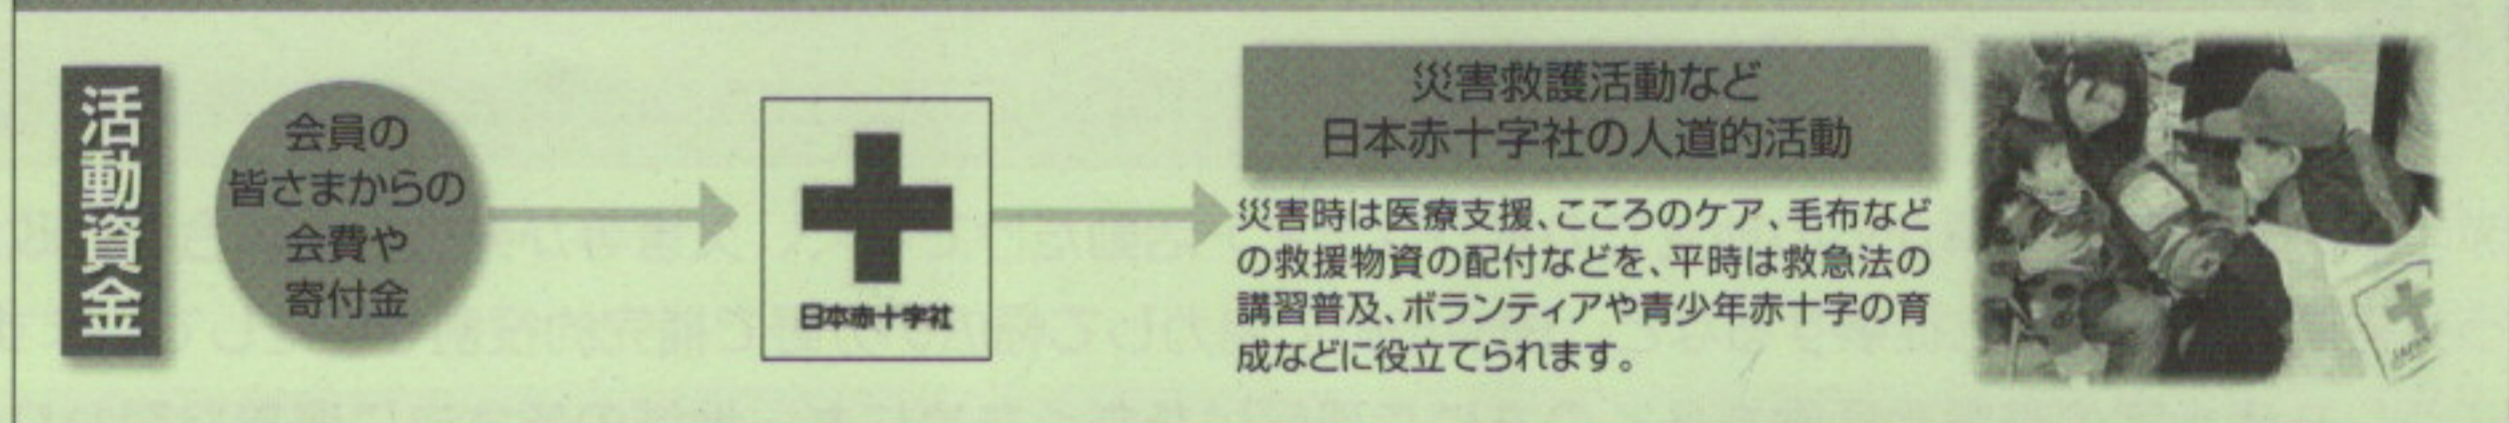 活動資金
会員の
皆さまからの
会費や
寄付金
日本赤十字社
災害救護活動など
日本赤十字社の人道的活動
災害時は医療支援、こころのケア、毛布など
の救援物資の配付などを、平時は救急法の
講習普及、ボランティアや青少年赤十字の育
成などに役立てられます。